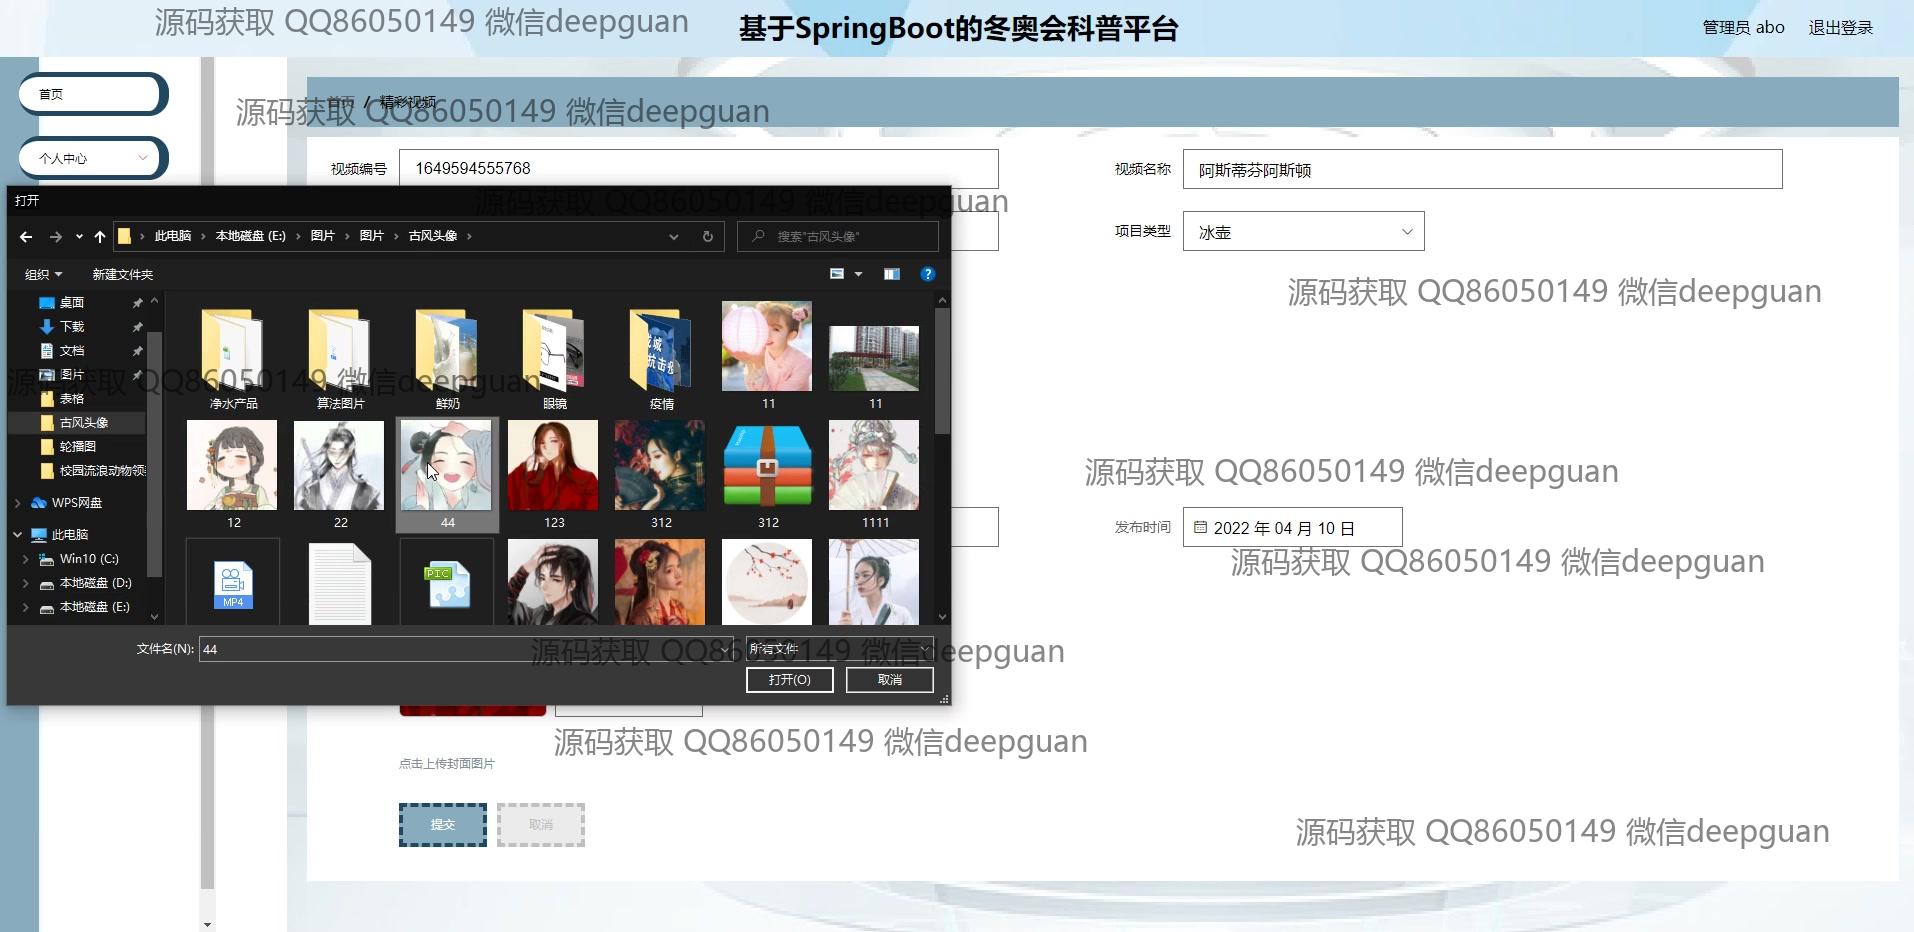 源码获取 QQ86050149 微信deepguan
基于SpringBoot的冬奥会科普平台
管理员 abo
退出登录
首页
个人中心
首页 / 精彩视频
源码获取 QQ86050149 微信deepguan
视频编号
1649594555768
视频名称
阿斯蒂芬阿斯顿
源码获取 QQ86050149 微信deepguan
项目类型
冰壶
打开
此电脑 › 本地磁盘 (E:) › 图片 › 图片 › 古风头像 ›
搜索"古风头像"
组织
新建文件夹
源码获取 QQ86050149 微信deepguan
桌面
下载
文档
图片
表格
古风头像
轮播图
校园流浪动物领
WPS网盘
此电脑
Win10 (C:)
本地磁盘 (D:)
本地磁盘 (E:)
源码获取 QQ86050149 微信deepguan
净水产品
算法图片
鲜奶
眼镜
疫情
11
11
12
22
44
123
312
312
1111
MP4
PIC
源码获取 QQ86050149 微信deepguan
发布时间
2022 年 04 月 10 日
源码获取 QQ86050149 微信deepguan
文件名(N):
44
所有文件
源码获取 QQ86050149 微信deepguan
打开(O)
取消
源码获取 QQ86050149 微信deepguan
点击上传封面图片
提交
取消
源码获取 QQ86050149 微信deepguan